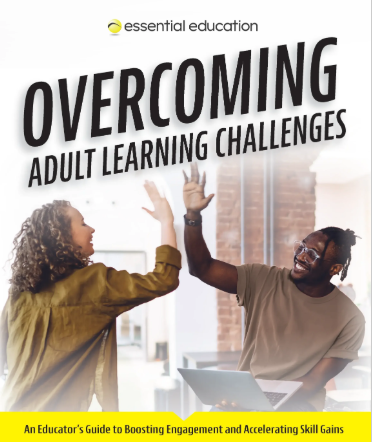 essential education
OVERCOMING
ADULT LEARNING CHALLENGES
An Educator's Guide to Boosting Engagement and Accelerating Skill Gains